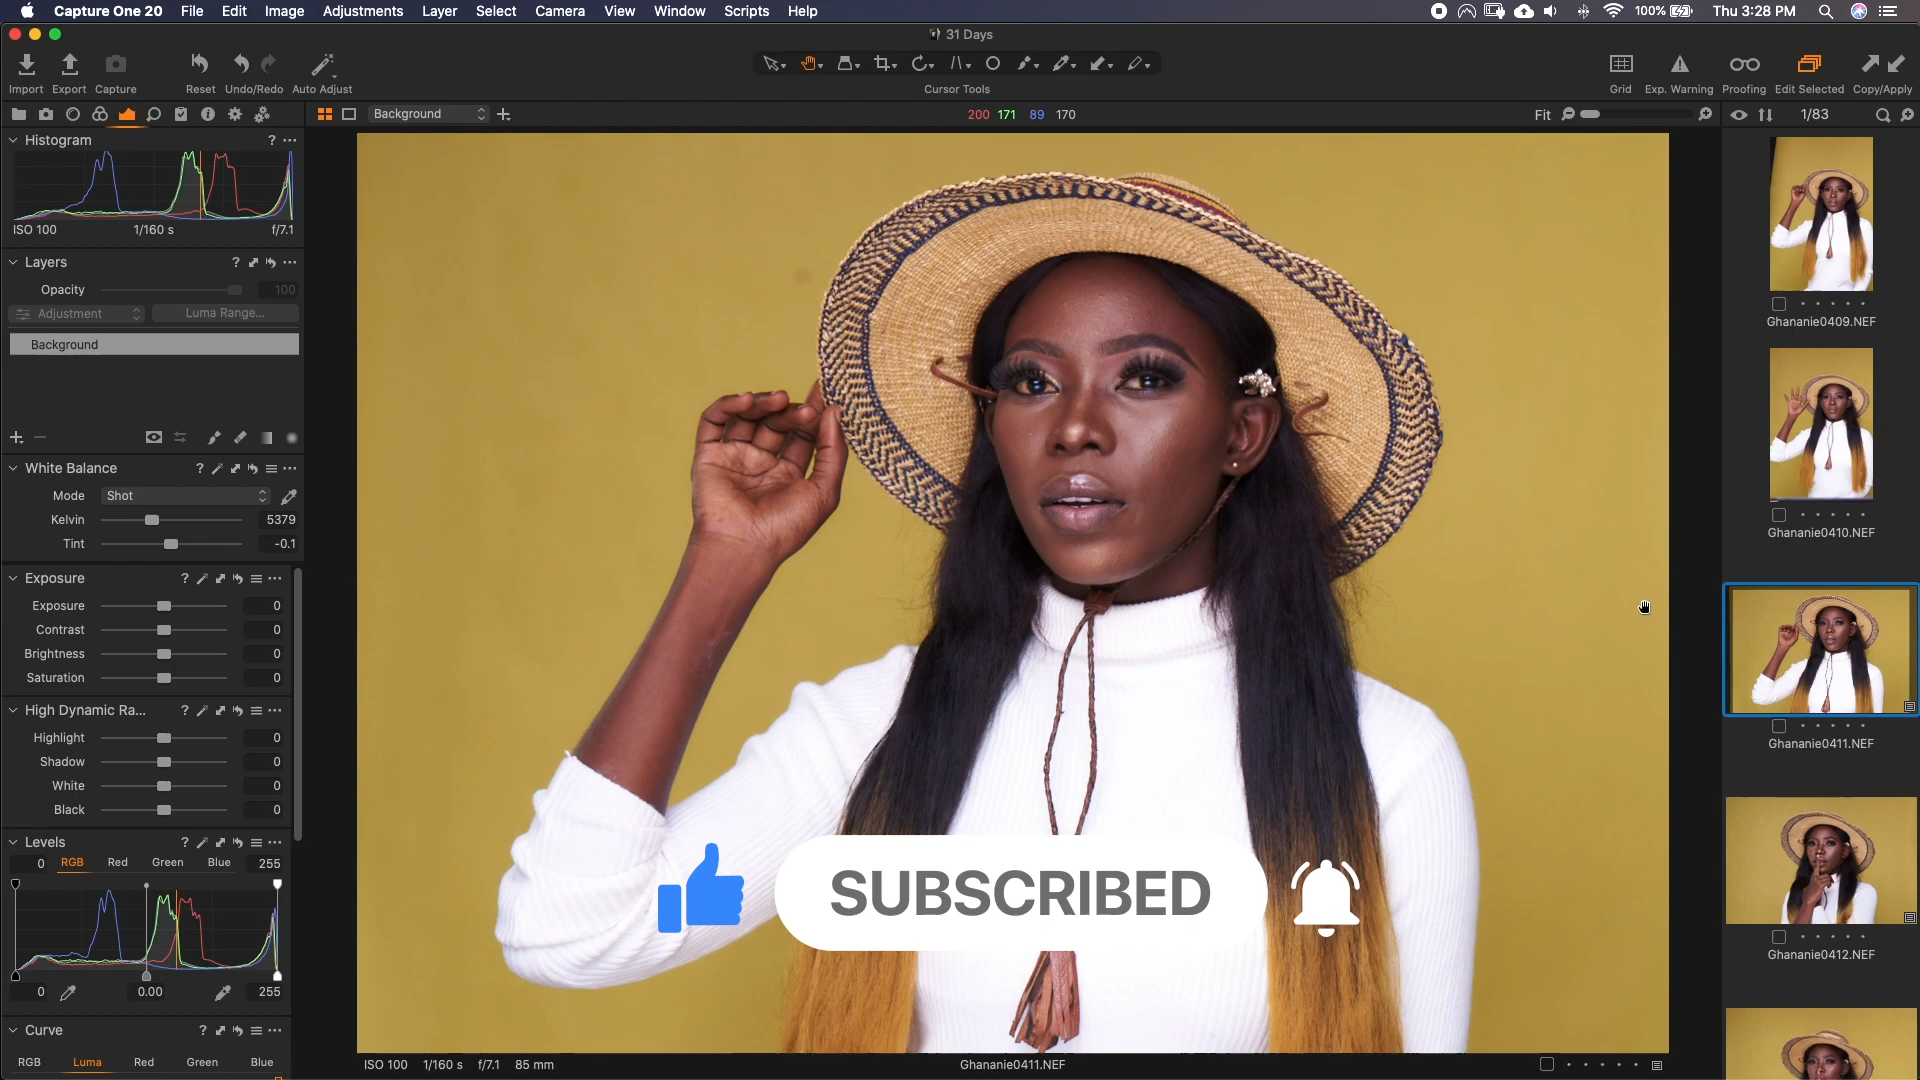 Capture One 20 File Edit Image Adjustments Layer Select Camera View Window Scripts Help 100% Thu 3:28 PM
31 Days
Import Export Capture Reset Undo/Redo Auto Adjust Cursor Tools Grid Exp. Warning Proofing Edit Selected Copy/Apply
Background 200 171 89 170 Fit 1/83
Histogram ? ...
ISO 100 1/160 s f/7.1
Layers ? ...
Opacity 100
Adjustment Luma Range...
Background
White Balance ? ...
Mode Shot
Kelvin 5379
Tint -0.1
Exposure ? ...
Exposure 0
Contrast 0
Brightness 0
Saturation 0
High Dynamic Ra... ? ...
Highlight 0
Shadow 0
White 0
Black 0
Levels ? ...
0 RGB Red Green Blue 255
0 0.00 255
Curve ? ...
RGB Luma Red Green Blue
SUBSCRIBED
ISO 100 1/160 s f/7.1 85 mm Ghananie0411.NEF
Ghananie0409.NEF
Ghananie0410.NEF
Ghananie0411.NEF
Ghananie0412.NEF